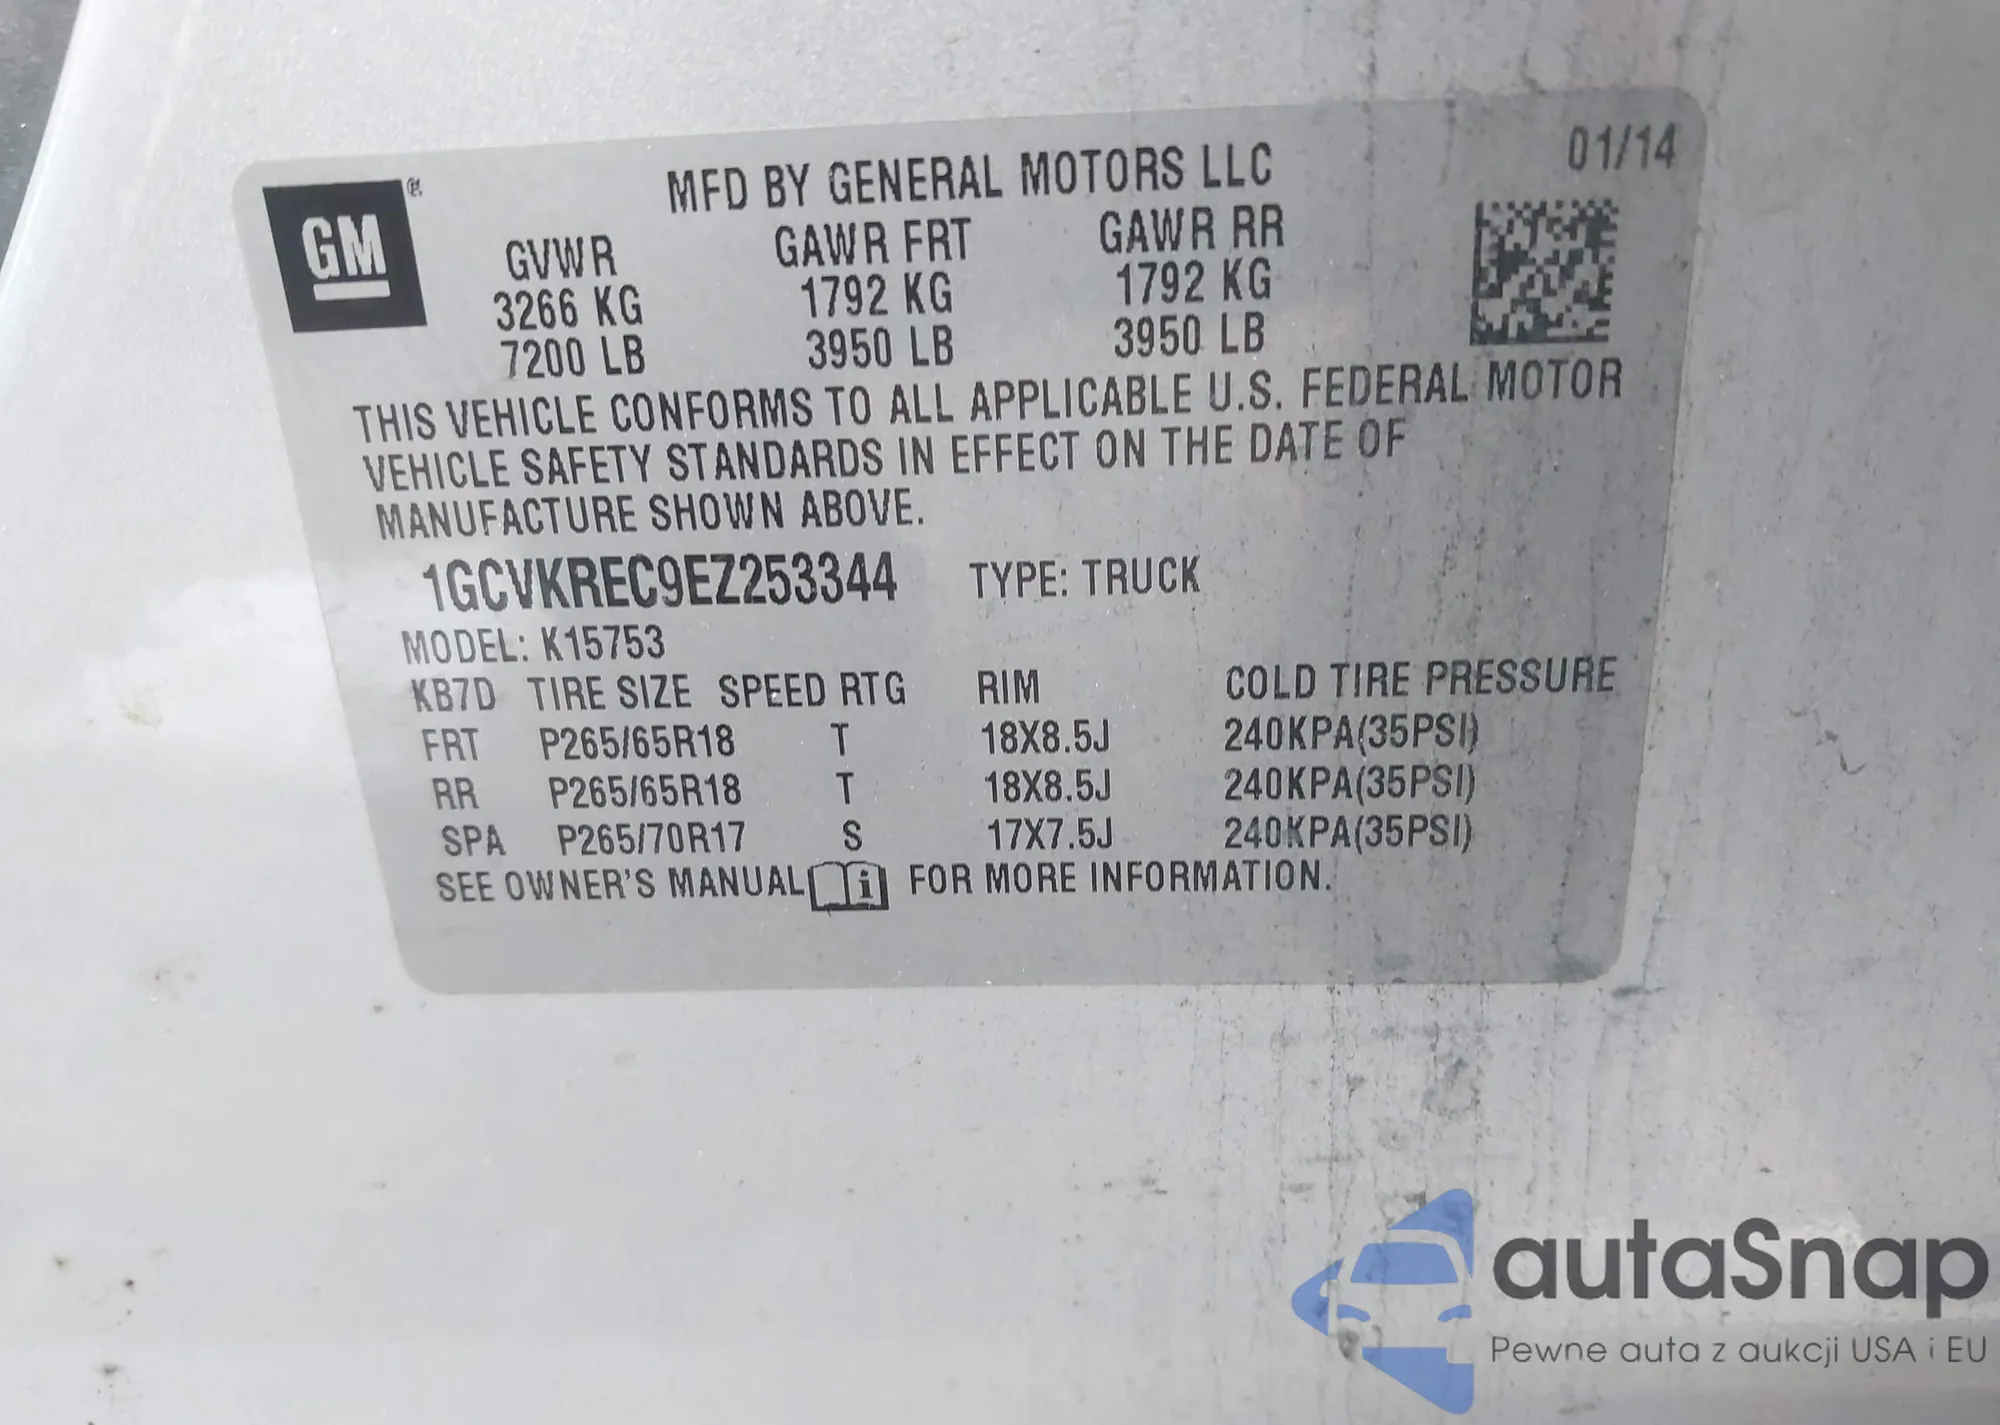 GM®
MFD BY GENERAL MOTORS LLC
01/14
GVWR GAWR FRT GAWR RR
3266 KG 1792 KG 1792 KG
7200 LB 3950 LB 3950 LB
THIS VEHICLE CONFORMS TO ALL APPLICABLE U.S. FEDERAL MOTOR
VEHICLE SAFETY STANDARDS IN EFFECT ON THE DATE OF
MANUFACTURE SHOWN ABOVE.
1GCVKREC9EZ253344 TYPE: TRUCK
MODEL: K15753
KB7D TIRE SIZE SPEED RTG RIM COLD TIRE PRESSURE
FRT P265/65R18 T 18X8.5J 240KPA(35PSI)
RR P265/65R18 T 18X8.5J 240KPA(35PSI)
SPA P265/70R17 S 17X7.5J 240KPA(35PSI)
SEE OWNER'S MANUAL i FOR MORE INFORMATION.
autaSnap
Pewne auta z aukcji USA i EU